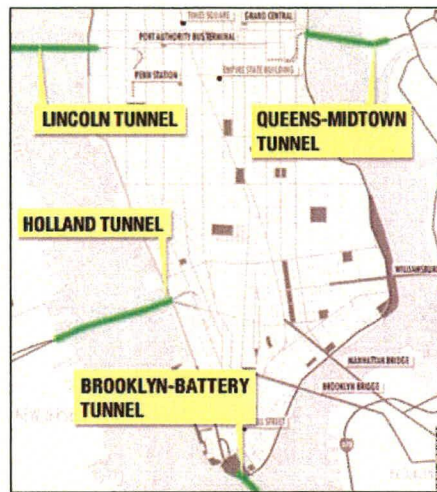 TIMES SQUARE
GRAND CENTRAL
PORT AUTHORITY BUS TERMINAL
PENN STATION
EMPIRE STATE BUILDING
LINCOLN TUNNEL
QUEENS-MIDTOWN
TUNNEL
HOLLAND TUNNEL
WILLIAMSBURG
MANHATTAN BRIDGE
BROOKLYN BRIDGE
BROOKLYN-BATTERY
TUNNEL
STREET